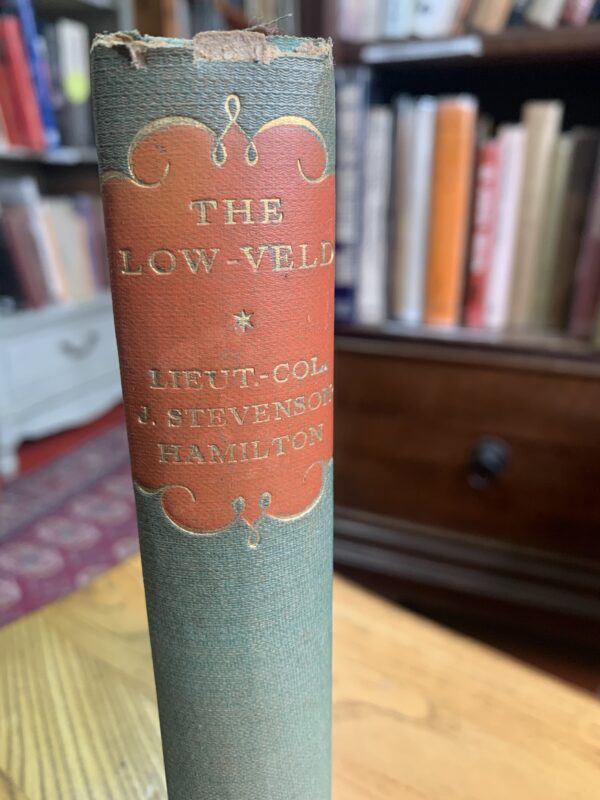 THE
LOW-VELD
LIEUT.-COL.
J. STEVENSON-
HAMILTON